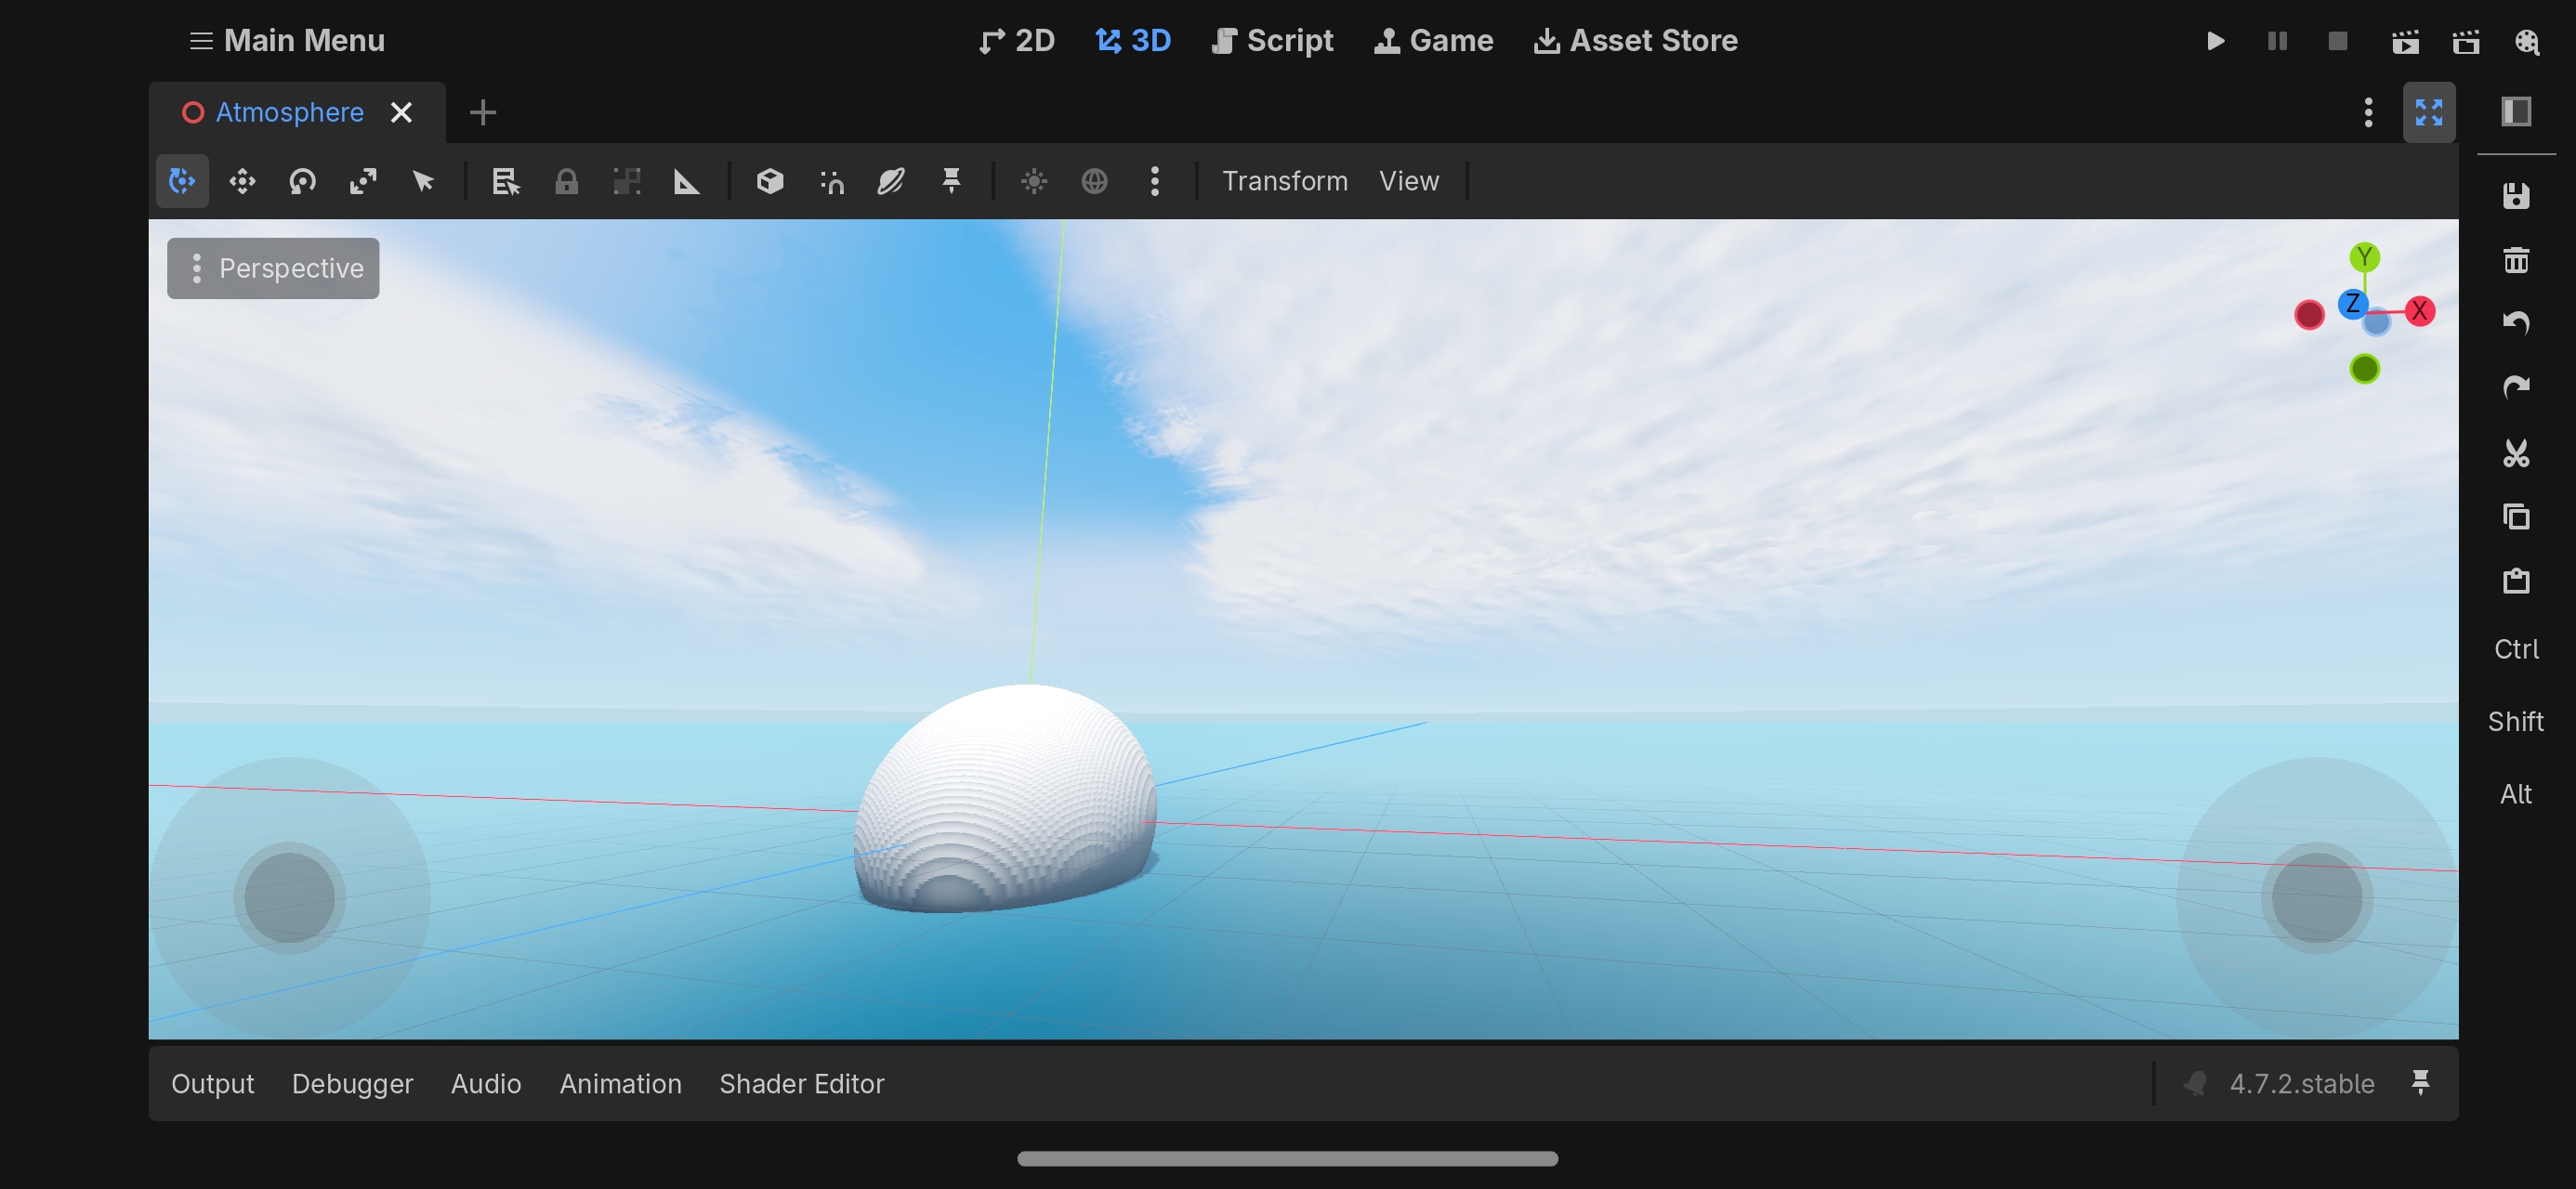 Main Menu
2D
3D
Script
Game
Asset Store
Atmosphere
Transform
View
Perspective
Y
Z
X
Ctrl
Shift
Alt
Output
Debugger
Audio
Animation
Shader Editor
4.7.2.stable